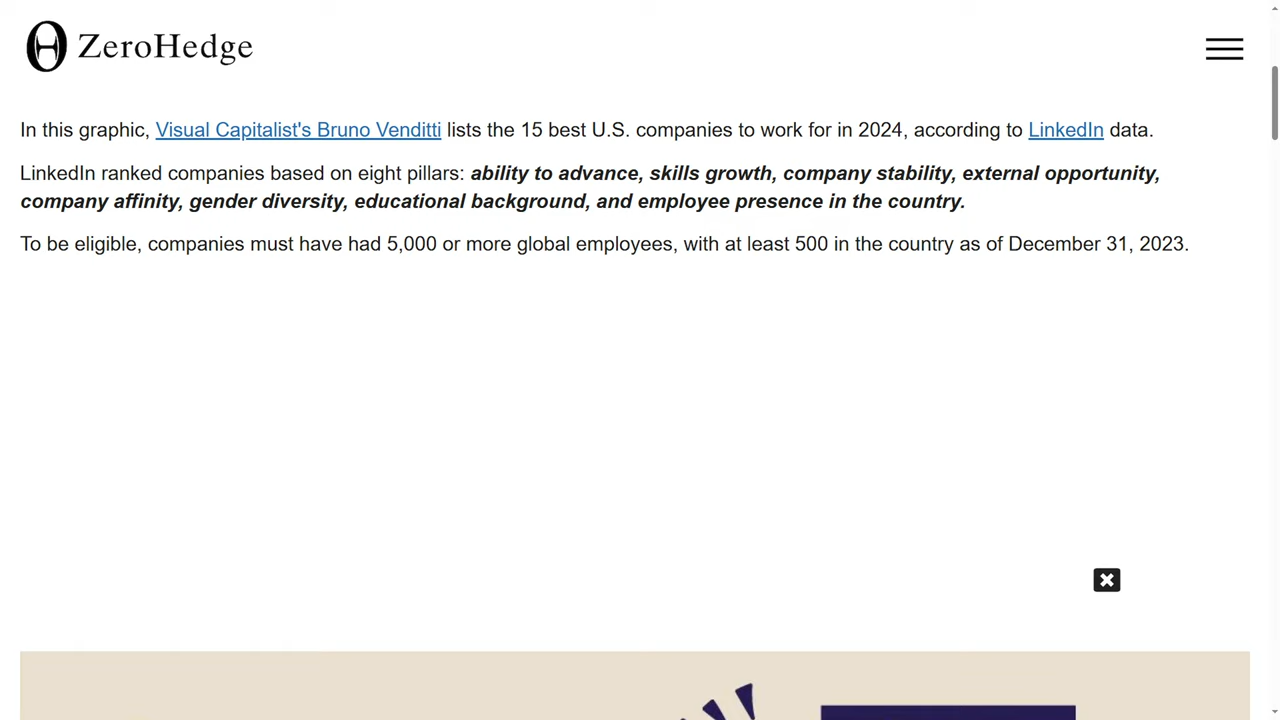 ZeroHedge
In this graphic, Visual Capitalist's Bruno Venditti lists the 15 best U.S. companies to work for in 2024, according to LinkedIn data.
LinkedIn ranked companies based on eight pillars: ability to advance, skills growth, company stability, external opportunity,
company affinity, gender diversity, educational background, and employee presence in the country.
To be eligible, companies must have had 5,000 or more global employees, with at least 500 in the country as of December 31, 2023.